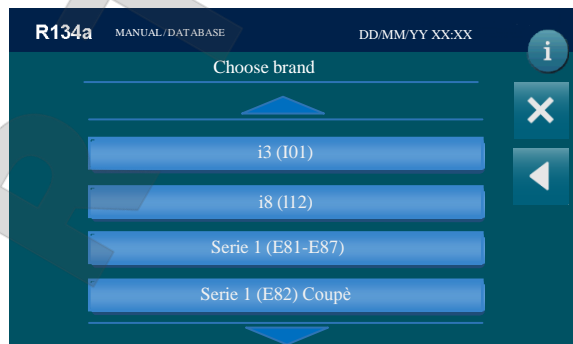 R134a MANUAL/DATABASE DD/MM/YY XX:XX
i
Choose brand
i3 (I01)
i8 (l12)
Serie 1 (E81-E87)
Serie 1 (E82) Coupè